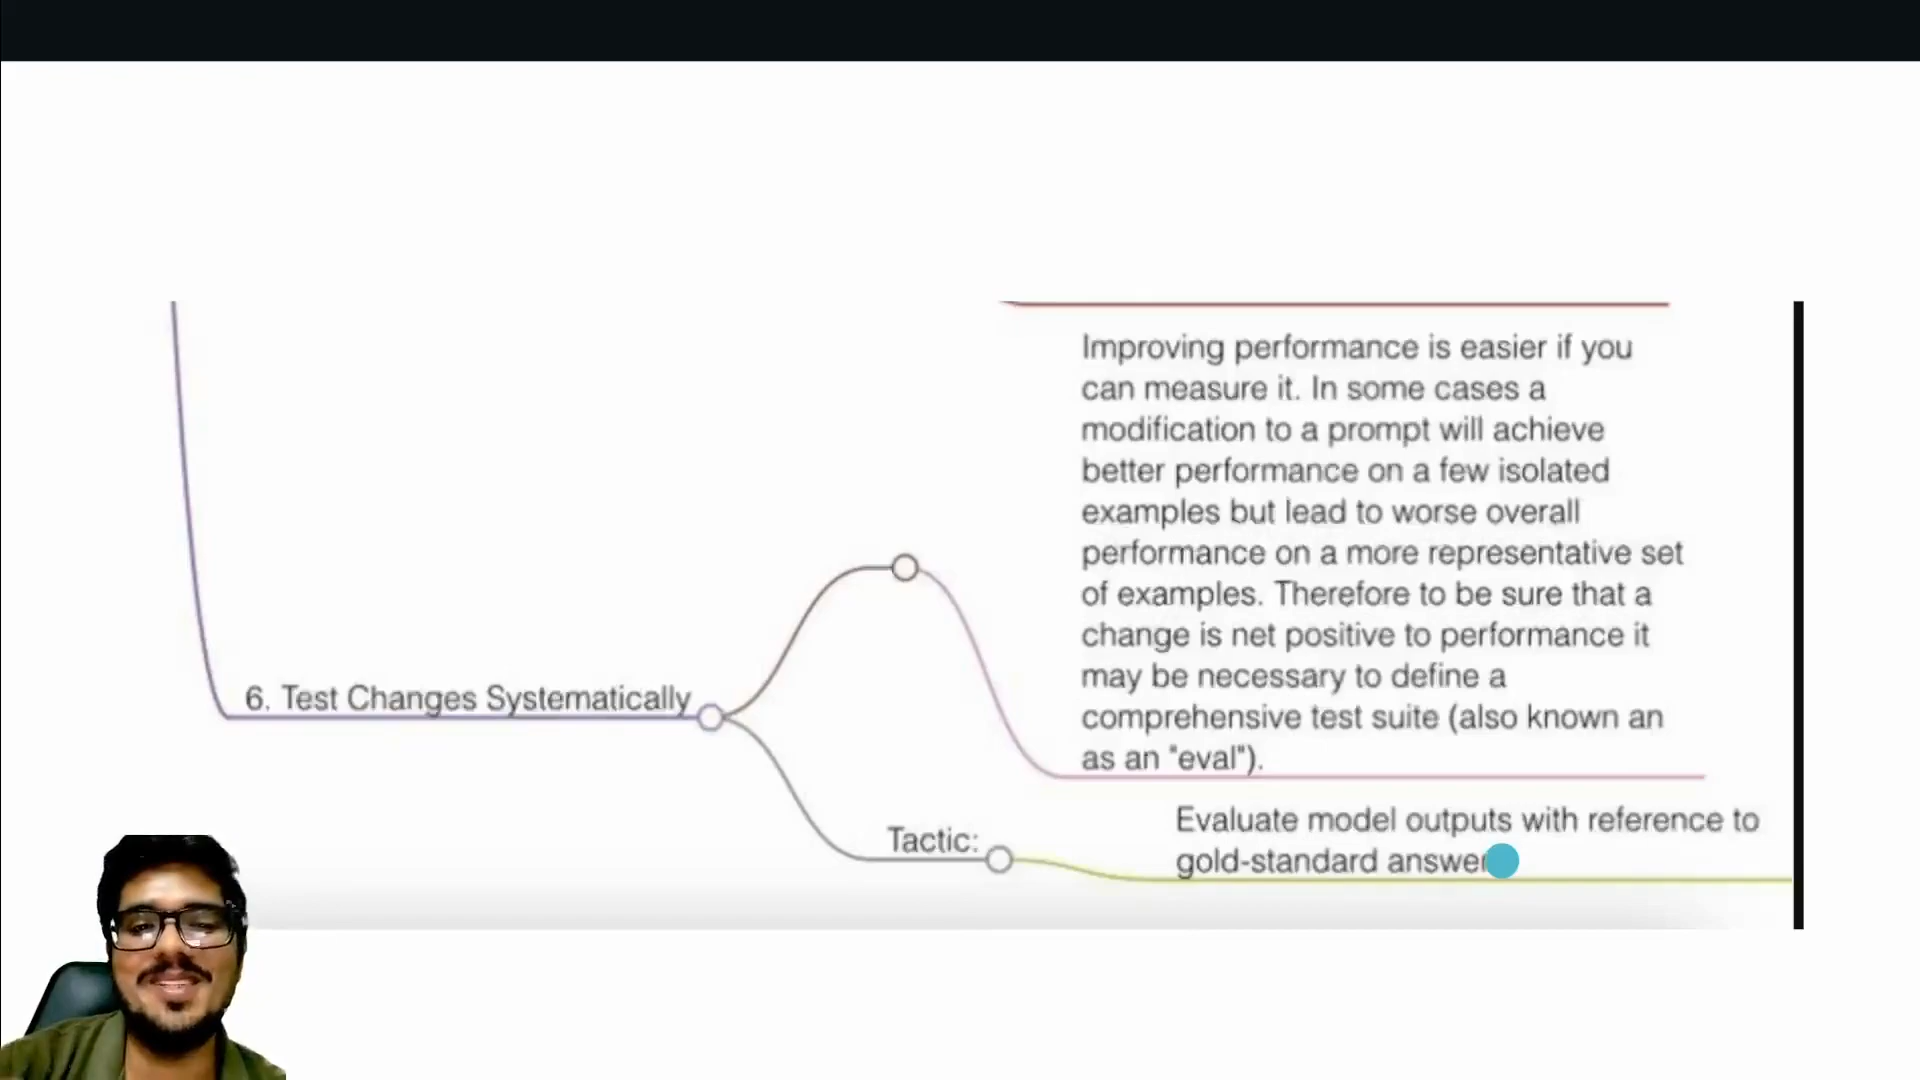 Improving performance is easier if you
can measure it. In some cases a
modification to a prompt will achieve
better performance on a few isolated
examples but lead to worse overall
performance on a more representative set
of examples. Therefore to be sure that a
change is net positive to performance it
may be necessary to define a
comprehensive test suite (also known an
as an "eval").
6. Test Changes Systematically
Tactic:
Evaluate model outputs with reference to
gold-standard answer